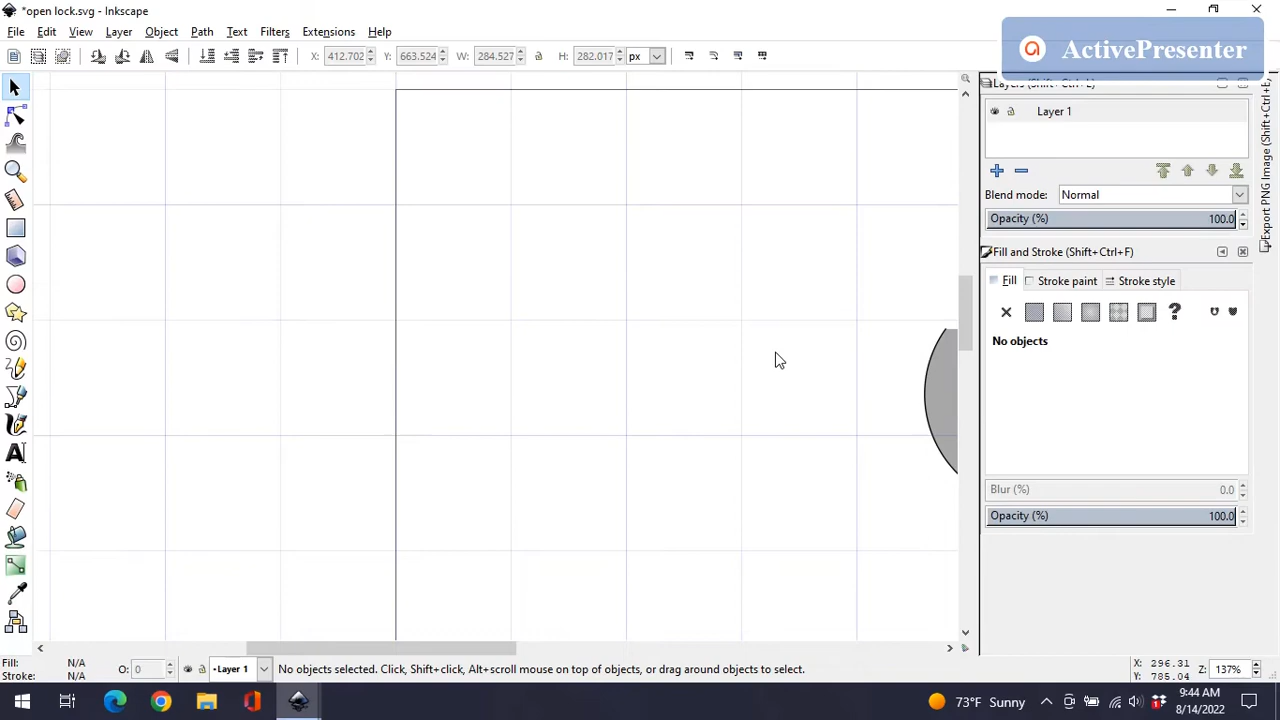 *open lock.svg - Inkscape
ActivePresenter
File Edit View Layer Object Path Text Filters Extensions Help
X: 412.702 Y: 663.524 W: 284.527 H: 282.017 px
Layers (Shift+Ctrl+L)
Layer 1
Blend mode: Normal
Opacity (%) 100.0
Export PNG Image (Shift+Ctrl+E)
Fill and Stroke (Shift+Ctrl+F)
Fill Stroke paint Stroke style
No objects
Blur (%) 0.0
Opacity (%) 100.0
Fill: N/A
Stroke: N/A
O: 0
Layer 1
No objects selected. Click, Shift+click, Alt+scroll mouse on top of objects, or drag around objects to select.
X: 296.31
Y: 785.04
Z: 137%
73°F Sunny
9:44 AM
8/14/2022